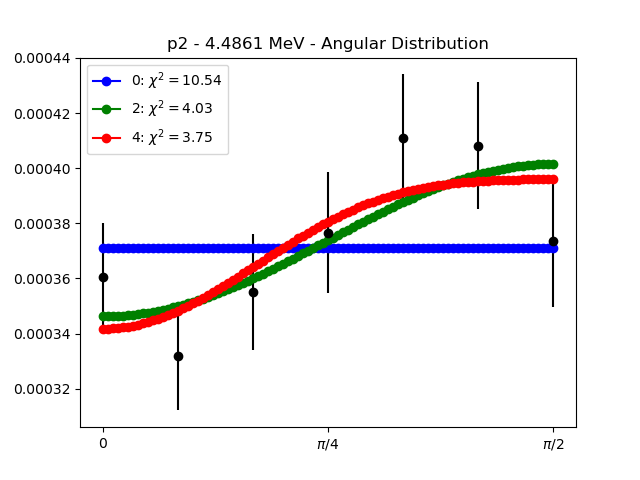 p2 - 4.4861 MeV - Angular Distribution
0.00044
0: χ² = 10.54
2: χ² = 4.03
4: χ² = 3.75
0.00042
0.00040
0.00038
0.00036
0.00034
0.00032
0
π/4
π/2